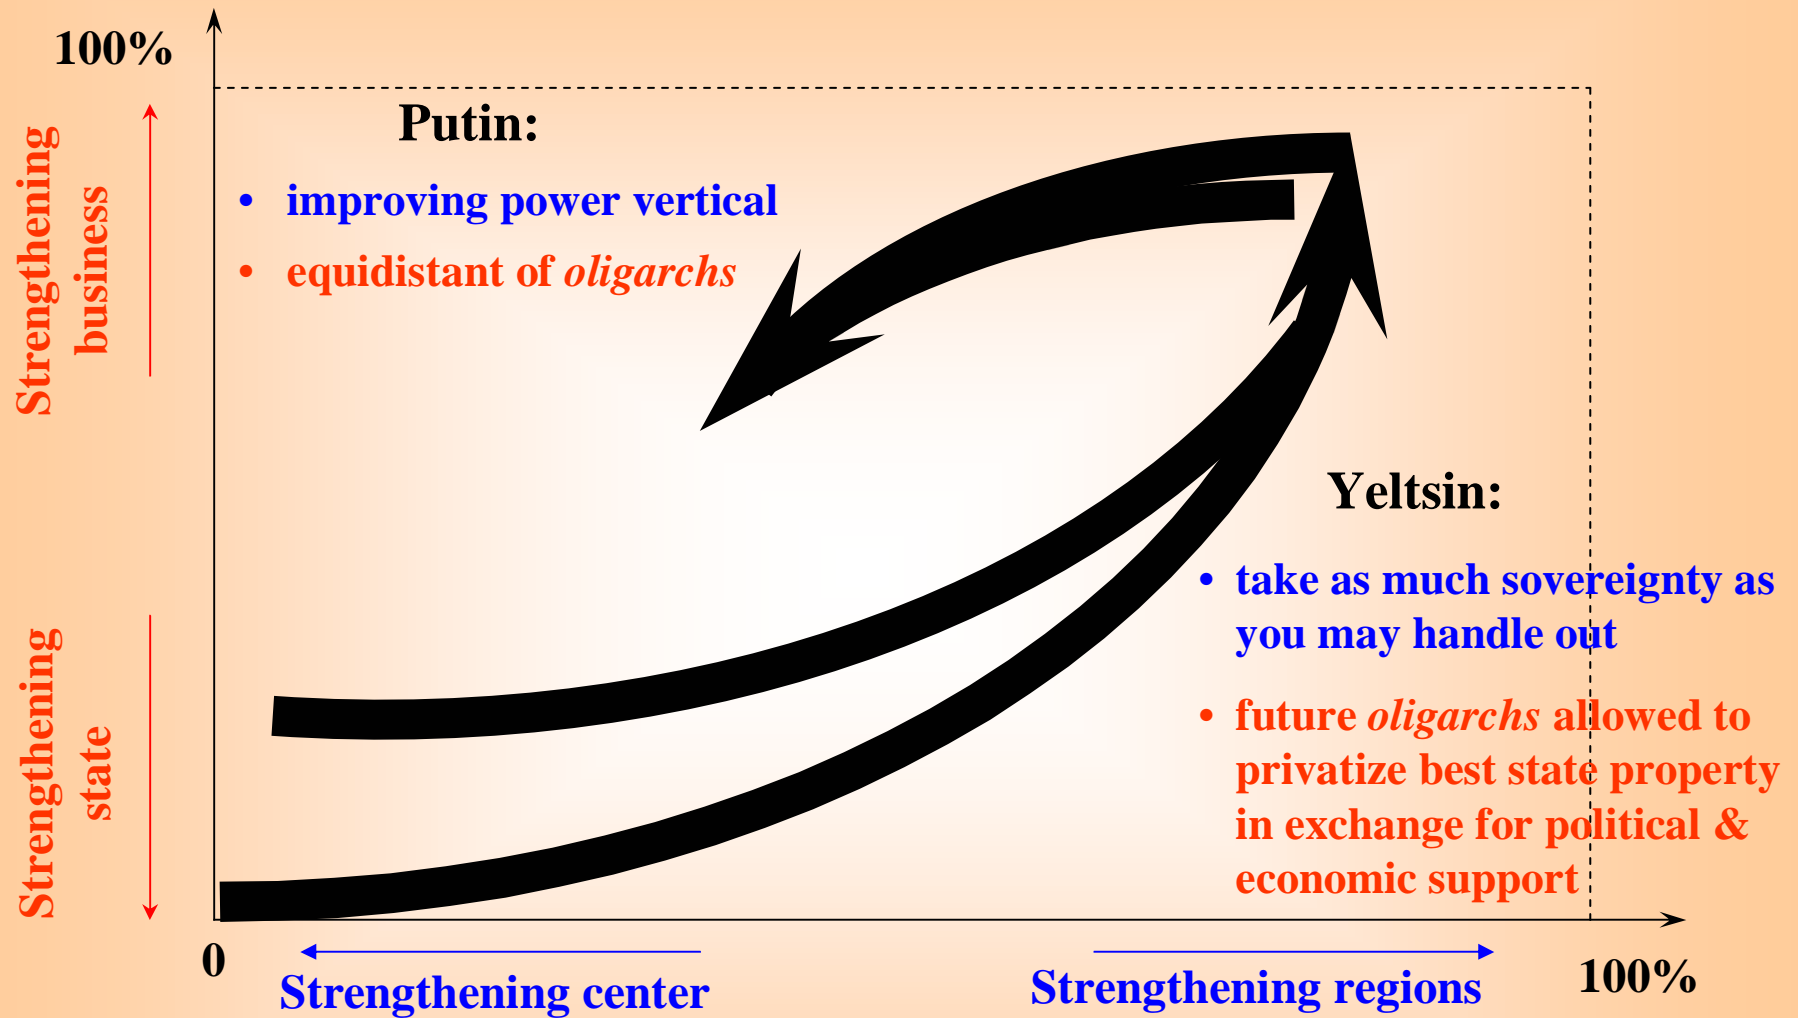 100%
Strengthening
business
Putin:
• improving power vertical
• equidistant of oligarchs
Yeltsin:
• take as much sovereignty as
you may handle out
• future oligarchs allowed to
privatize best state property
in exchange for political &
economic support
Strengthening
state
0
Strengthening center
Strengthening regions
100%